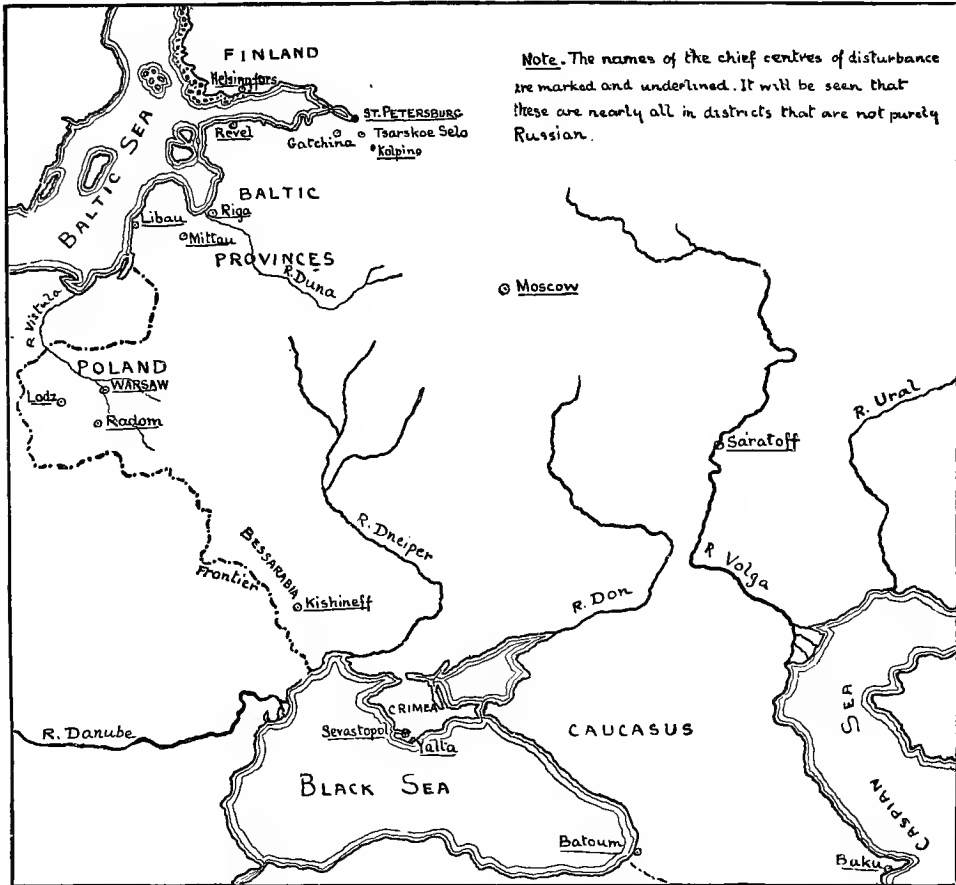 FINLAND
Helsingfors
Note. The names of the chief centres of disturbance
are marked and underlined. It will be seen that
these are nearly all in districts that are not purely
Russian.
ST. PETERSBURG
Revel
Gatchina
Tsarskoe Selo
Kolpino
BALTIC SEA
BALTIC
PROVINCES
Libau
Riga
Mittau
R. Duna
Moscow
R. Vistula
POLAND
WARSAW
Lodz
Radom
R. Ural
Saratoff
R. Dneiper
BESSARABIA
Frontier
Kishineff
R. Volga
R. Don
CRIMEA
Sevastopol
Yalta
R. Danube
CAUCASUS
BLACK SEA
CASPIAN SEA
Batoum
Baku